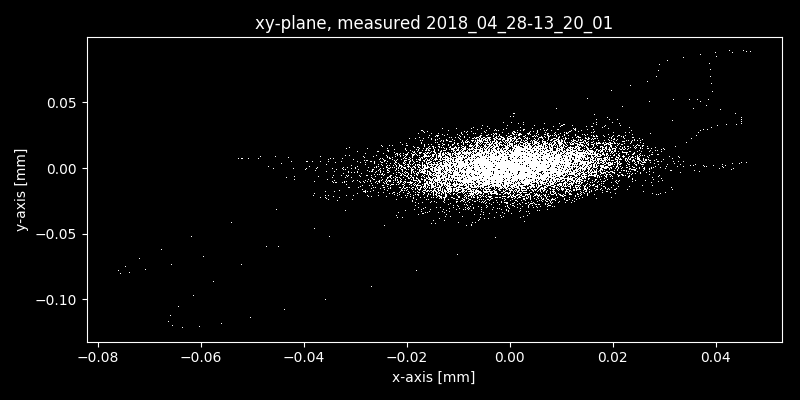 xy-plane, measured 2018_04_28-13_20_01
y-axis [mm]
0.05
0.00
−0.05
−0.10
−0.08 −0.06 −0.04 −0.02 0.00 0.02 0.04
x-axis [mm]